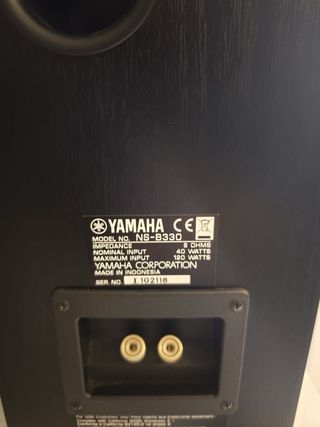 YAMAHA CE
MODEL NO. NS-B330
IMPEDANCE 6 OHMS
NOMINAL INPUT 40 WATTS
MAXIMUM INPUT 120 WATTS
YAMAHA CORPORATION
MADE IN INDONESIA
SER. NO. I 102118